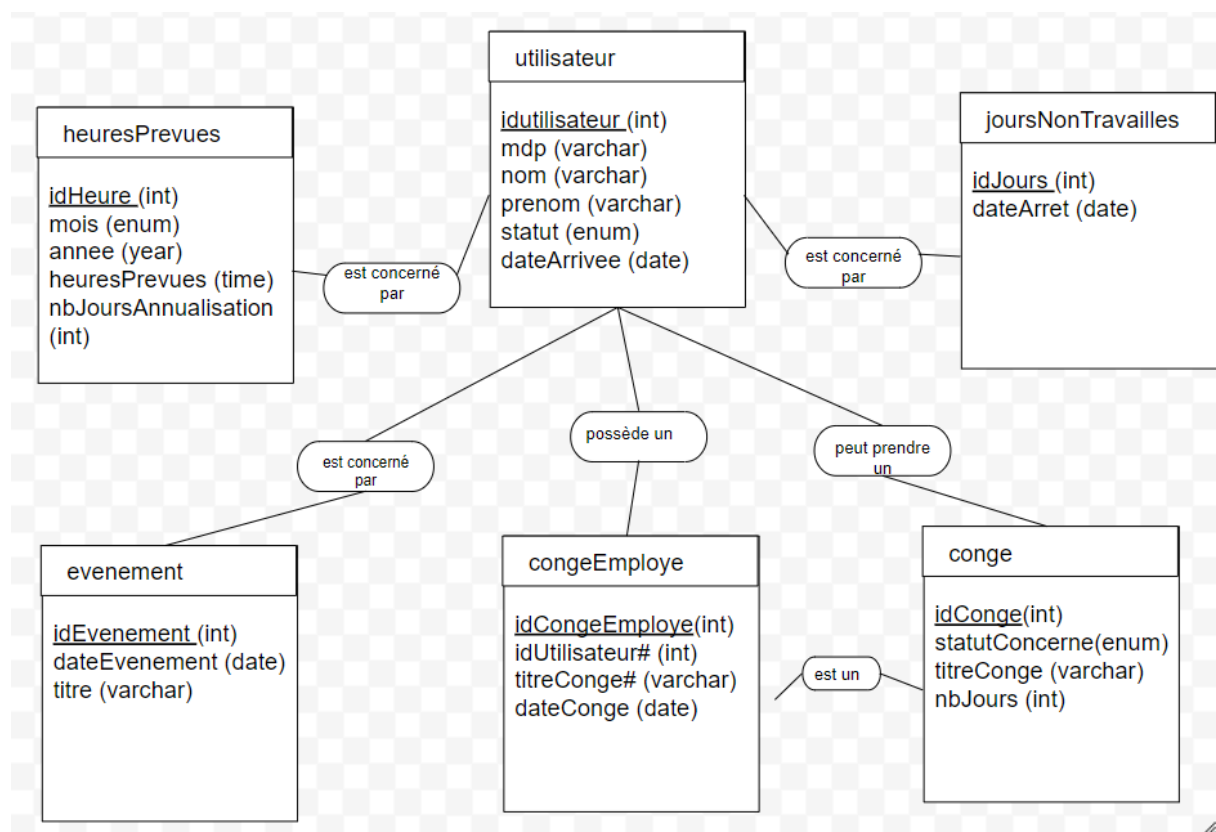 utilisateur
idutilisateur (int)
mdp (varchar)
nom (varchar)
prenom (varchar)
statut (enum)
dateArrivee (date)
heuresPrevues
idHeure (int)
mois (enum)
annee (year)
heuresPrevues (time)
nbJoursAnnualisation
(int)
est concerné
par
joursNonTravailles
idJours (int)
dateArret (date)
est concerné
par
est concerné
par
possède un
peut prendre
un
evenement
idEvenement (int)
dateEvenement (date)
titre (varchar)
congeEmploye
idCongeEmploye(int)
idUtilisateur# (int)
titreConge# (varchar)
dateConge (date)
est un
conge
idConge(int)
statutConcerne(enum)
titreConge (varchar)
nbJours (int)